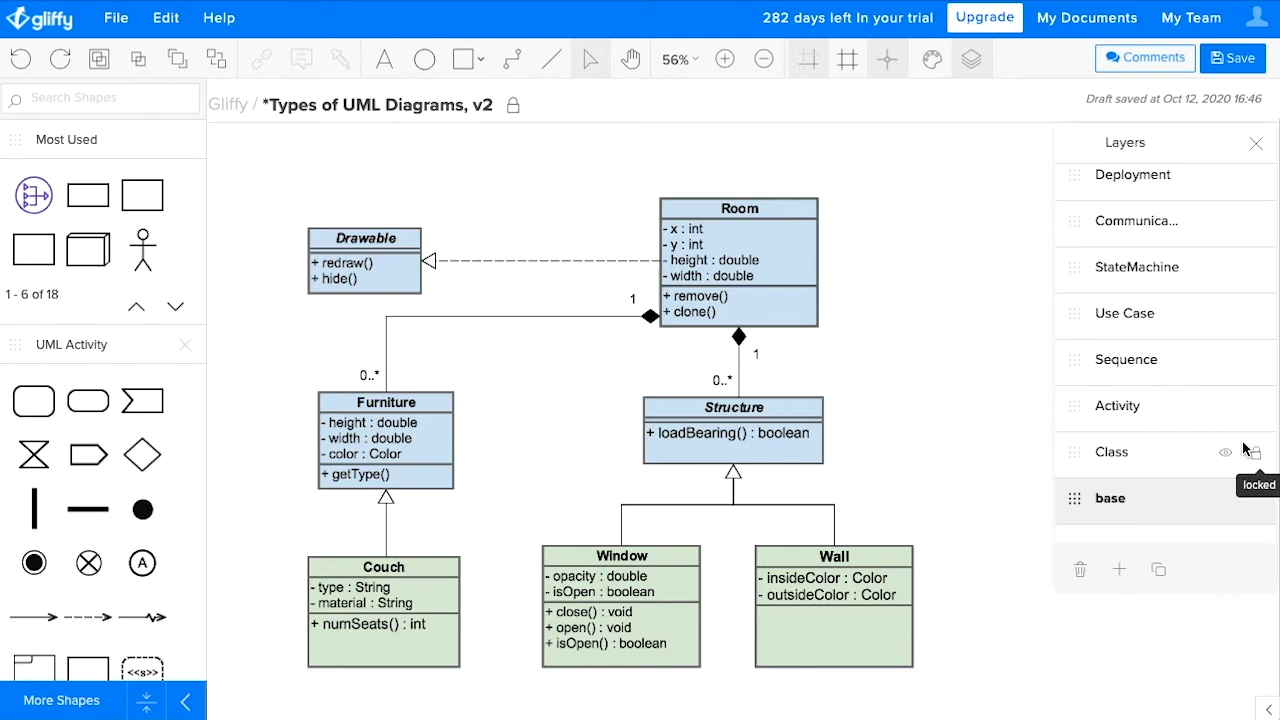 gliffy File Edit Help 282 days left In your trial Upgrade My Documents My Team
56% Comments Save
Search Shapes
Gliffy / *Types of UML Diagrams, v2
Draft saved at Oct 12, 2020 16:46
Most Used
1 - 6 of 18
UML Activity
A
<<s>>
More Shapes
Drawable
+ redraw()
+ hide()
Room
- x : int
- y : int
- height : double
- width : double
+ remove()
+ clone()
1
0..*
1
0..*
Furniture
- height : double
- width : double
- color : Color
+ getType()
Structure
+ loadBearing() : boolean
Couch
- type : String
- material : String
+ numSeats() : int
Window
- opacity : double
- isOpen : boolean
+ close() : void
+ open() : void
+ isOpen() : boolean
Wall
- insideColor : Color
- outsideColor : Color
Layers
Deployment
Communica...
StateMachine
Use Case
Sequence
Activity
Class
locked
base